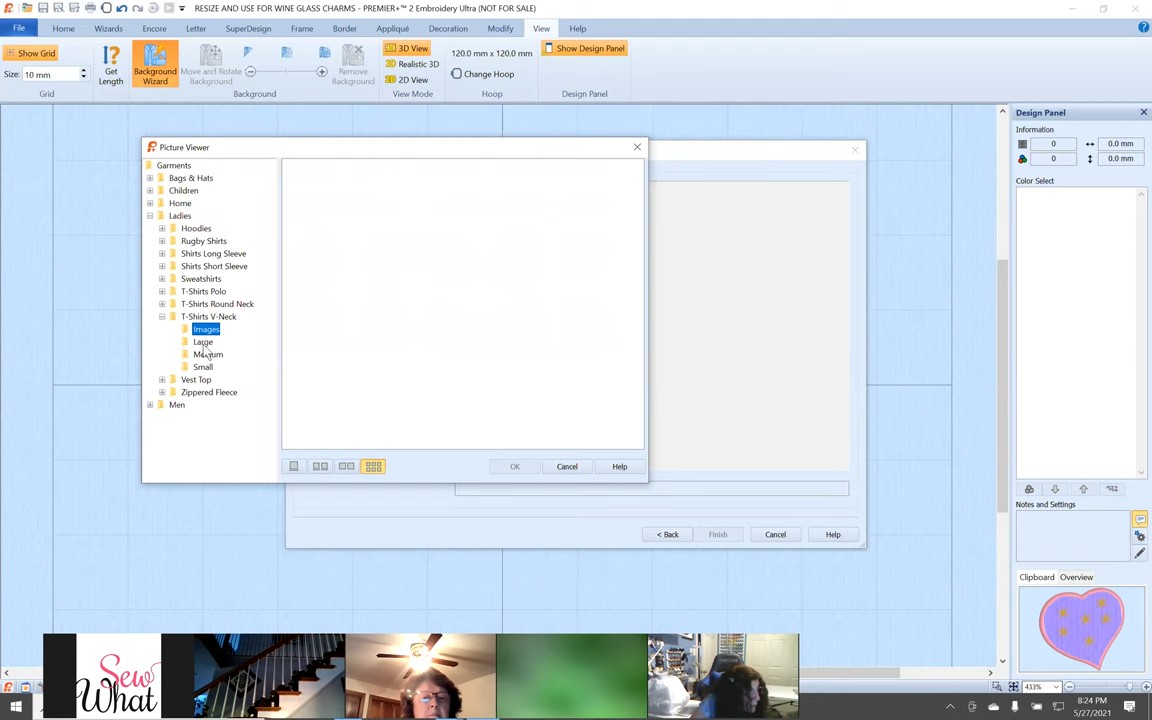 RESIZE AND USE FOR WINE GLASS CHARMS - PREMIER+™ 2 Embroidery Ultra (NOT FOR SALE)
File Home Wizards Encore Letter SuperDesign Frame Border Appliqué Decoration Modify View Help
Show Grid
Size: 10 mm
Grid
Get Length
Background Wizard
Move and Rotate Background
Remove Background
Background
3D View
Realistic 3D
2D View
View Mode
120.0 mm x 120.0 mm
Change Hoop
Hoop
Show Design Panel
Design Panel
Picture Viewer
Garments
Bags & Hats
Children
Home
Ladies
Hoodies
Rugby Shirts
Shirts Long Sleeve
Shirts Short Sleeve
Sweatshirts
T-Shirts Polo
T-Shirts Round Neck
T-Shirts V-Neck
Images
Large
Small
Vest Top
Zippered Fleece
Men
OK Cancel Help
< Back Finish Cancel Help
Design Panel
Information
0 0.0 mm
0 0.0 mm
Color Select
Notes and Settings
Clipboard Overview
Sew
What
433%
8:24 PM
5/27/2021